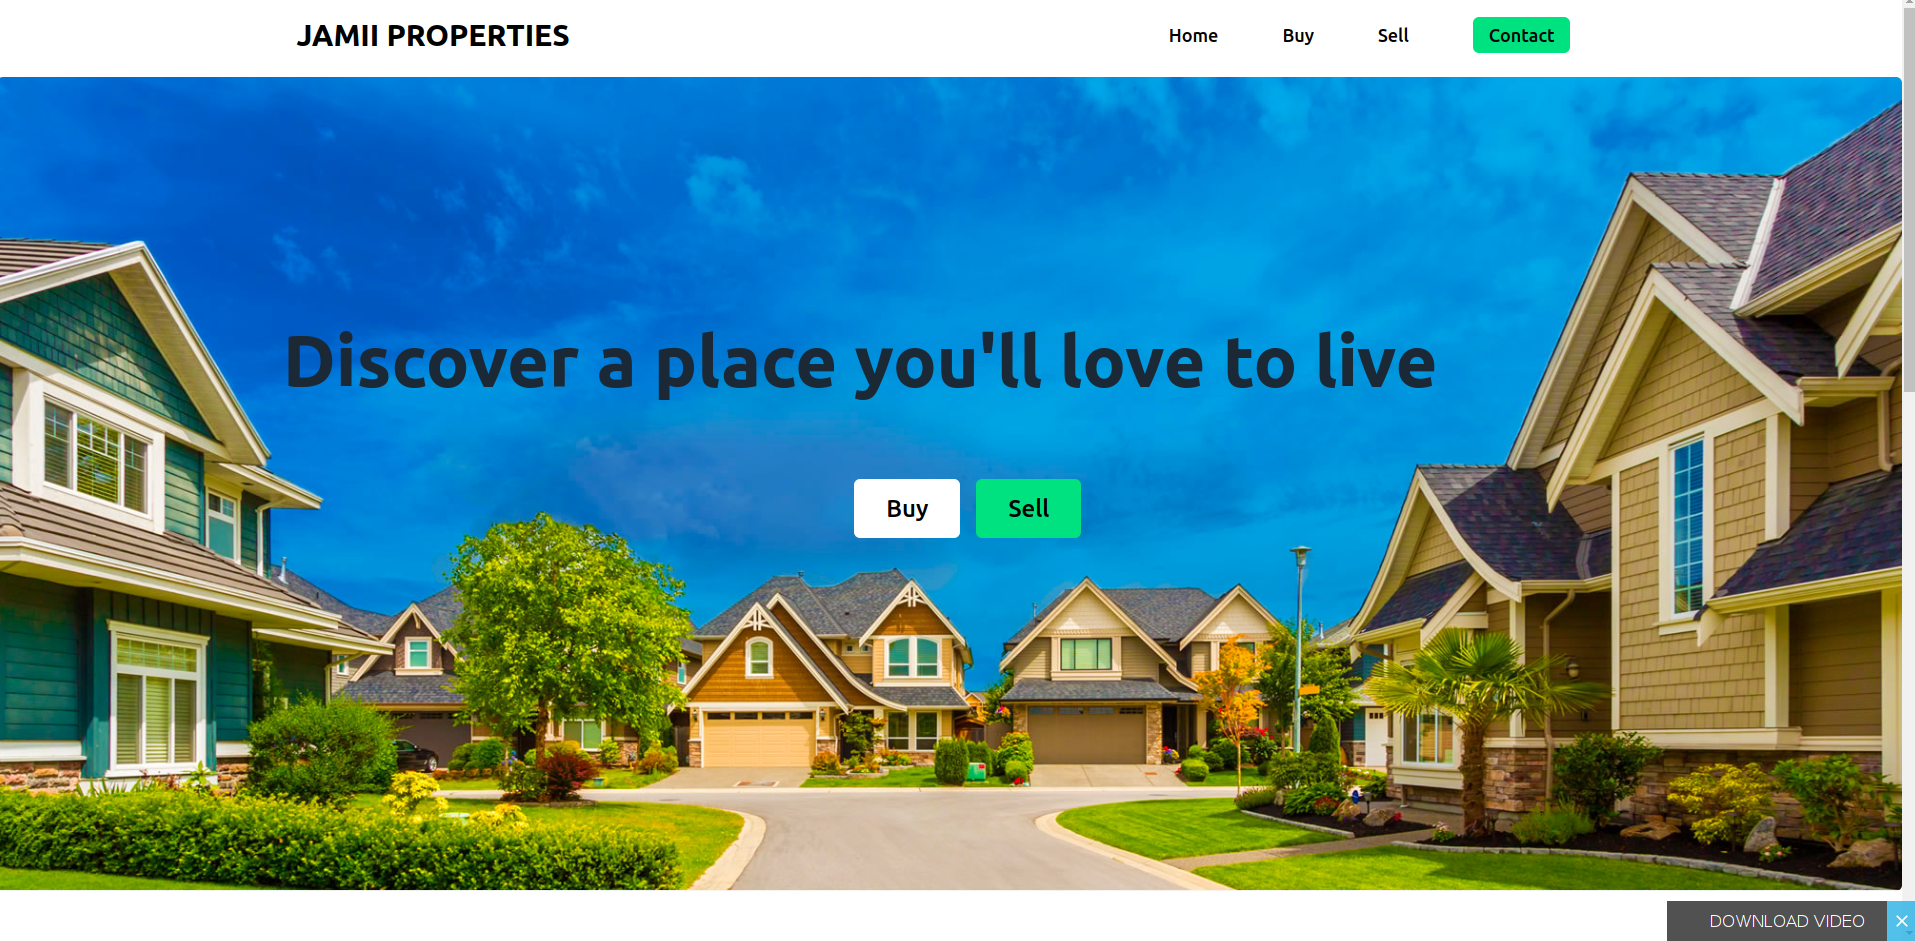 JAMII PROPERTIES
Home Buy Sell Contact
Discover a place you'll love to live
Buy Sell
DOWNLOAD VIDEO